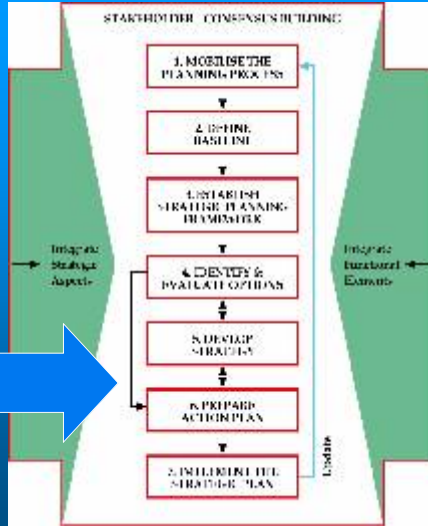 STAKEHOLDER CONSENSUS BUILDING
1. MOBILISE THE
PLANNING PROCESS
2. DEFINE
BASELINE
3. ESTABLISH
STRATEGIC PLANNING
FRAMEWORK
Integrate
Strategic
Aspects
4. IDENTIFY &
EVALUATE OPTIONS
Integrate
Functional
Elements
5. DEVELOP
STRATEGY
6. PREPARE
ACTION PLAN
7. IMPLEMENT THE
STRATEGIC PLAN
Update